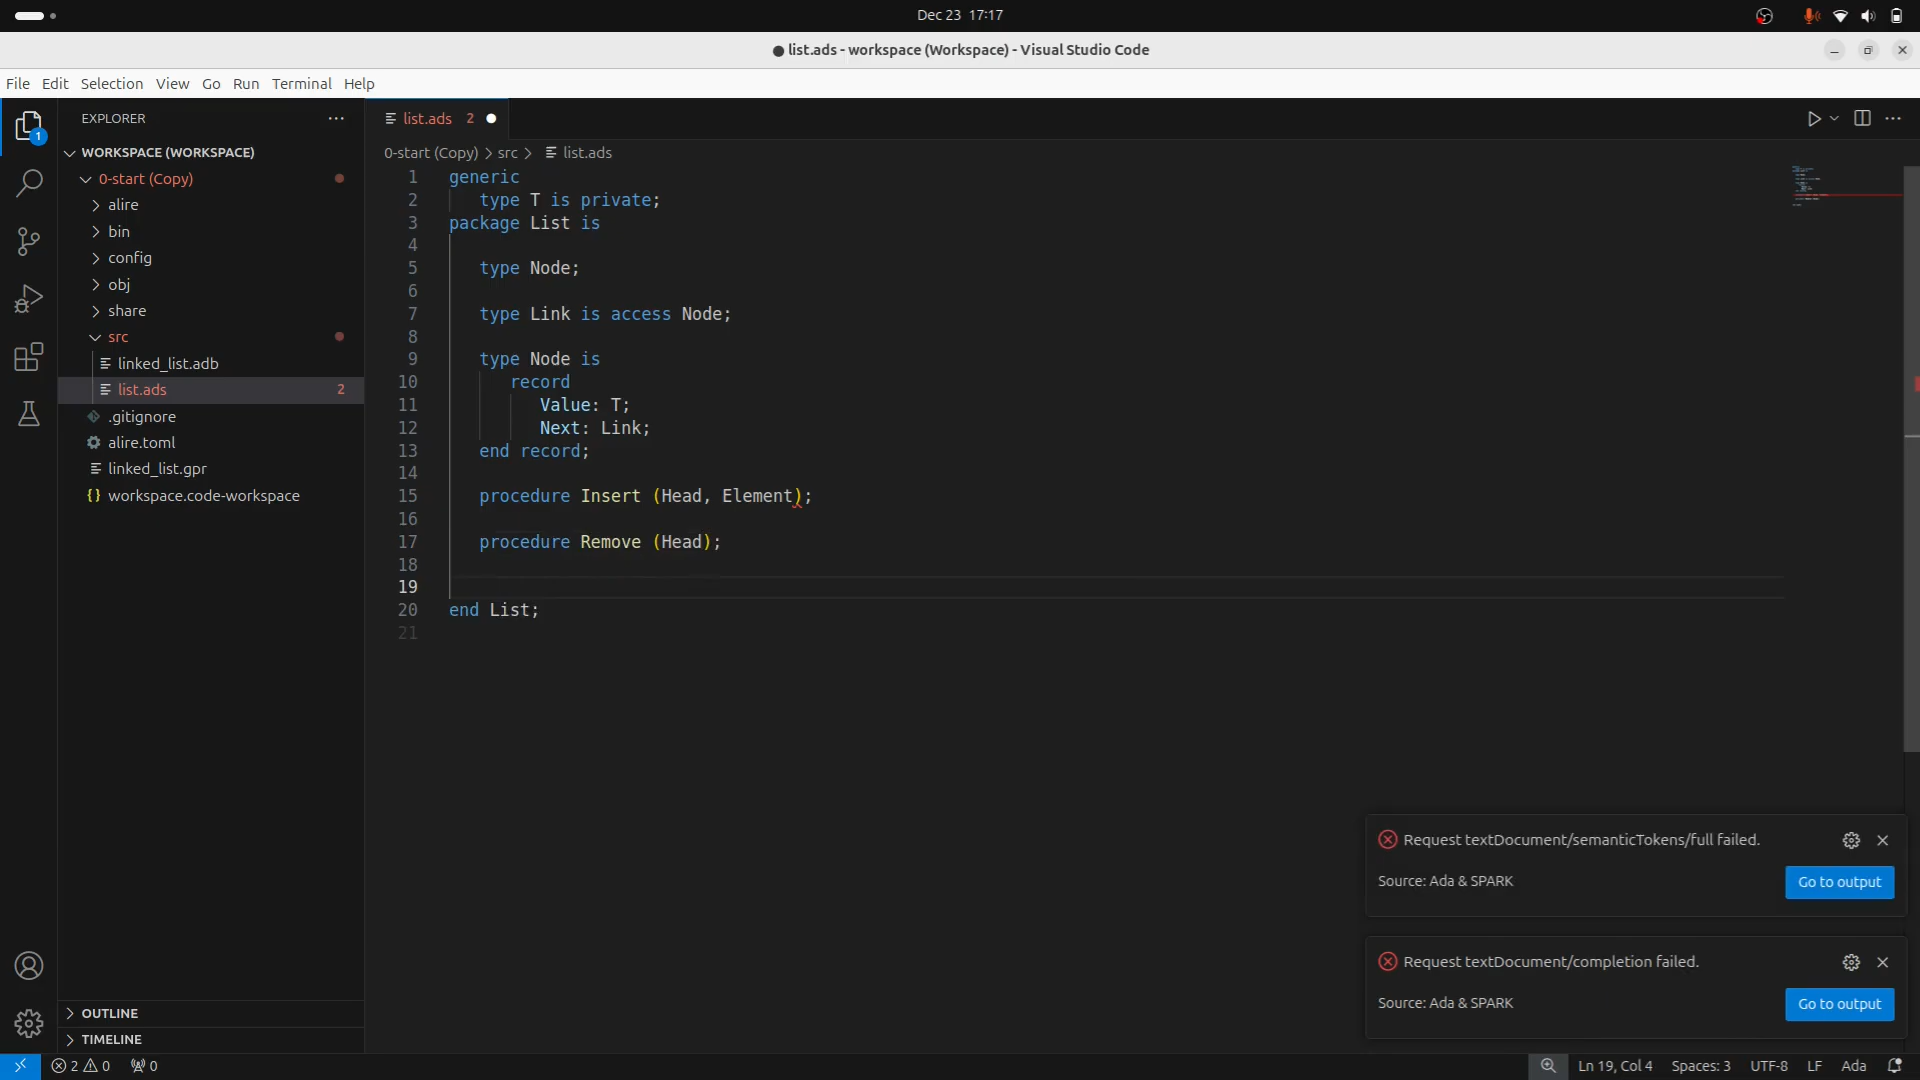 Dec 23 17:17
list.ads - workspace (Workspace) - Visual Studio Code
File Edit Selection View Go Run Terminal Help
EXPLORER
WORKSPACE (WORKSPACE)
0-start (Copy)
alire
bin
config
obj
share
src
linked_list.adb
list.ads 2
.gitignore
alire.toml
linked_list.gpr
{} workspace.code-workspace
OUTLINE
TIMELINE
1
list.ads 2
0-start (Copy) > src > list.ads
1 generic
2 type T is private;
3 package List is
4
5 type Node;
6
7 type Link is access Node;
8
9 type Node is
10 record
11 Value: T;
12 Next: Link;
13 end record;
14
15 procedure Insert (Head, Element);
16
17 procedure Remove (Head);
18
19
20 end List;
21
Request textDocument/semanticTokens/full failed.
Source: Ada & SPARK
Go to output
Request textDocument/completion failed.
Source: Ada & SPARK
Go to output
2 0 0
Ln 19, Col 4 Spaces: 3 UTF-8 LF Ada